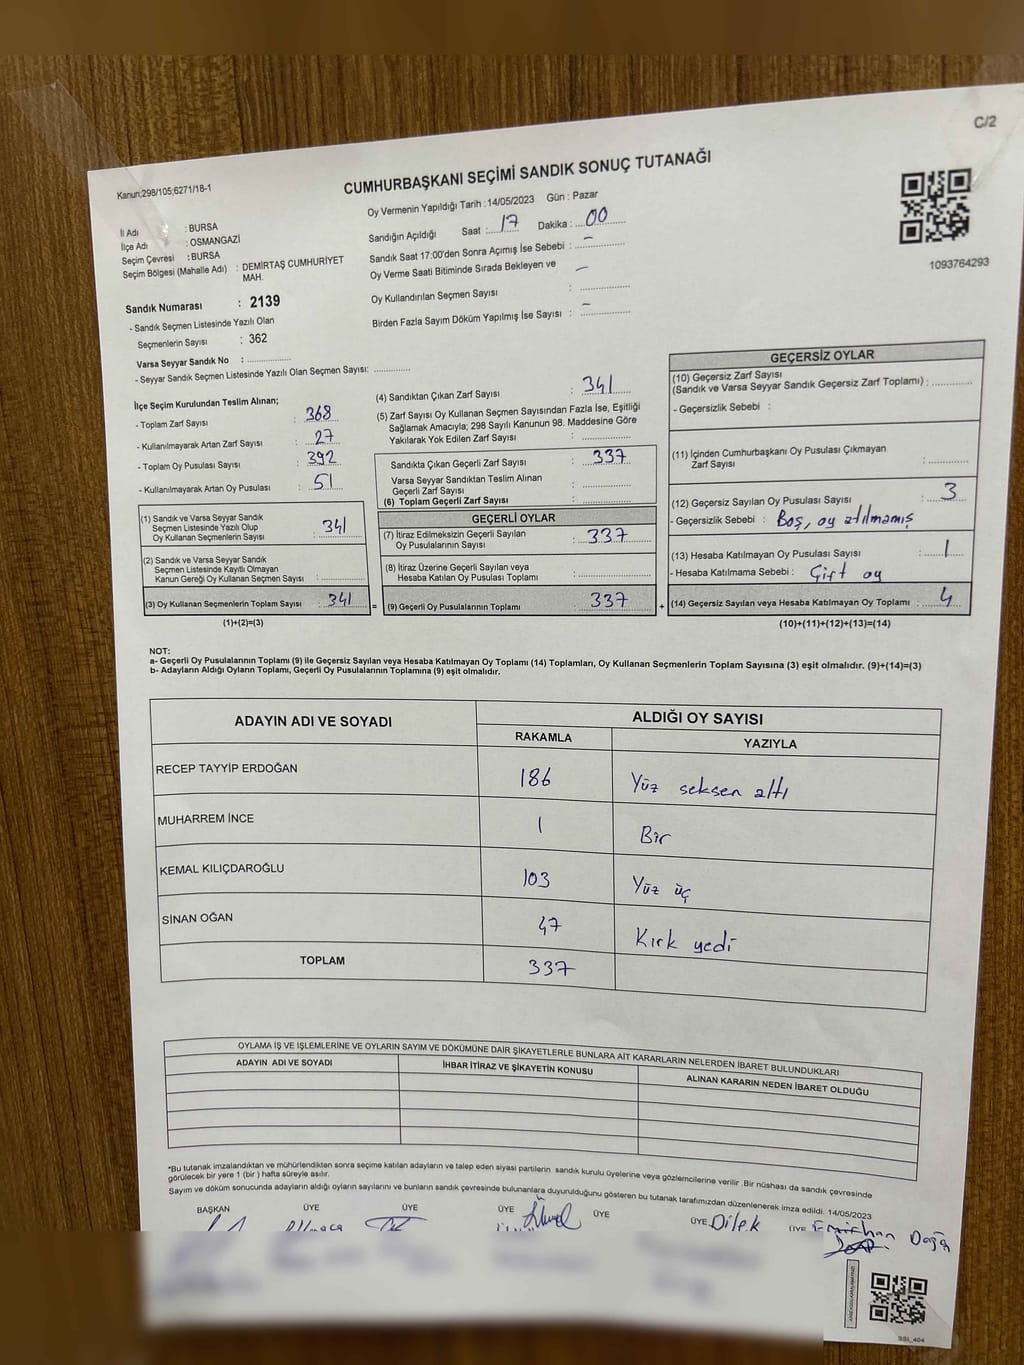 C/2
Kanun;298/105;6271/18-1
CUMHURBAŞKANI SEÇİMİ SANDIK SONUÇ TUTANAĞI
Oy Vermenin Yapıldığı Tarih :14/05/2023 Gün : Pazar
İl Adı : BURSA
İlçe Adı : OSMANGAZİ
Seçim Çevresi : BURSA
Seçim Bölgesi (Mahalle Adı) : DEMİRTAŞ CUMHURİYET
MAH.
Sandık Numarası : 2139
- Sandık Seçmen Listesinde Yazılı Olan
Seçmenlerin Sayısı : 362
Varsa Seyyar Sandık No :
- Seyyar Sandık Seçmen Listesinde Yazılı Olan Seçmen Sayısı:
Sandığın Açıldığı Saat : 17 Dakika : 00
Sandık Saat 17:00'den Sonra Açımış İse Sebebi : -
Oy Verme Saati Bitiminde Sırada Bekleyen ve -
Oy Kullandırılan Seçmen Sayısı :
Birden Fazla Sayım Döküm Yapılmış İse Sayısı : -
1093764293
İlçe Seçim Kurulundan Teslim Alınan;
- Toplam Zarf Sayısı : 368
- Kullanılmayarak Artan Zarf Sayısı : 27
- Toplam Oy Pusulası Sayısı : 392
- Kullanılmayarak Artan Oy Pusulası : 51
(1) Sandık ve Varsa Seyyar Sandık
Seçmen Listesinde Yazılı Olup
Oy Kullanan Seçmenlerin Sayısı : 341
(2) Sandık ve Varsa Seyyar Sandık
Seçmen Listesinde Kayıtlı Olmayan
Kanun Gereği Oy Kullanan Seçmen Sayısı :
(3) Oy Kullanan Seçmenlerin Toplam Sayısı : 341
(1)+(2)=(3)
(4) Sandıktan Çıkan Zarf Sayısı : 341
(5) Zarf Sayısı Oy Kullanan Seçmen Sayısından Fazla İse, Eşitliği
Sağlamak Amacıyla; 298 Sayılı Kanunun 98. Maddesine Göre
Yakılarak Yok Edilen Zarf Sayısı :
Sandıkta Çıkan Geçerli Zarf Sayısı : 337
Varsa Seyyar Sandıktan Teslim Alınan
Geçerli Zarf Sayısı :
(6) Toplam Geçerli Zarf Sayısı :
GEÇERLİ OYLAR
(7) İtiraz Edilmeksizin Geçerli Sayılan
Oy Pusulalarının Sayısı : 337
(8) İtiraz Üzerine Geçerli Sayılan veya
Hesaba Katılan Oy Pusulası Toplamı :
= (9) Geçerli Oy Pusulalarının Toplamı : 337
GEÇERSİZ OYLAR
(10) Geçersiz Zarf Sayısı
(Sandık ve Varsa Seyyar Sandık Geçersiz Zarf Toplamı) :
- Geçersizlik Sebebi :
(11) İçinden Cumhurbaşkanı Oy Pusulası Çıkmayan
Zarf Sayısı :
(12) Geçersiz Sayılan Oy Pusulası Sayısı : 3
- Geçersizlik Sebebi : Boş, oy atılmamış
(13) Hesaba Katılmayan Oy Pusulası Sayısı : 1
- Hesaba Katılmama Sebebi : Çift oy
+ (14) Geçersiz Sayılan veya Hesaba Katılmayan Oy Toplamı : 4
(10)+(11)+(12)+(13)=(14)
NOT:
a- Geçerli Oy Pusulalarının Toplamı (9) ile Geçersiz Sayılan veya Hesaba Katılmayan Oy Toplamı (14) Toplamları, Oy Kullanan Seçmenlerin Toplam Sayısına (3) eşit olmalıdır. (9)+(14)=(3)
b- Adayların Aldığı Oyların Toplamı, Geçerli Oy Pusulalarının Toplamına (9) eşit olmalıdır.
ADAYIN ADI VE SOYADI ALDIĞI OY SAYISI
RAKAMLA YAZIYLA
RECEP TAYYİP ERDOĞAN 186 Yüz seksen altı
MUHARREM İNCE 1 Bir
KEMAL KILIÇDAROĞLU 103 Yüz üç
SİNAN OĞAN 47 Kırk yedi
TOPLAM 337
OYLAMA İŞ VE İŞLEMLERİNE VE OYLARIN SAYIM VE DÖKÜMÜNE DAİR ŞİKAYETLERLE BUNLARA AİT KARARLARIN NELERDEN İBARET BULUNDUKLARI
ADAYIN ADI VE SOYADI İHBAR İTİRAZ VE ŞİKAYETİN KONUSU ALINAN KARARIN NEDEN İBARET OLDUĞU
*Bu tutanak imzalandıktan ve mühürlendikten sonra seçime katılan adayların ve talep eden siyasi partilerin sandık kurulu üyelerine veya gözlemcilerine verilir .Bir nüshası da sandık çevresinde
görülecek bir yere 1 (bir ) hafta süreyle asılır.
Sayım ve döküm sonucunda adayların aldığı oyların sayılarını ve bunların sandık çevresinde bulunanlara duyurulduğunu gösteren bu tutanak tarafımızdan düzenlenerek imza edildi. 14/05/2023
BAŞKAN ÜYE ÜYE ÜYE ÜYE ÜYE ÜYE
Dilek
Emirhan Doğa
SSI_404